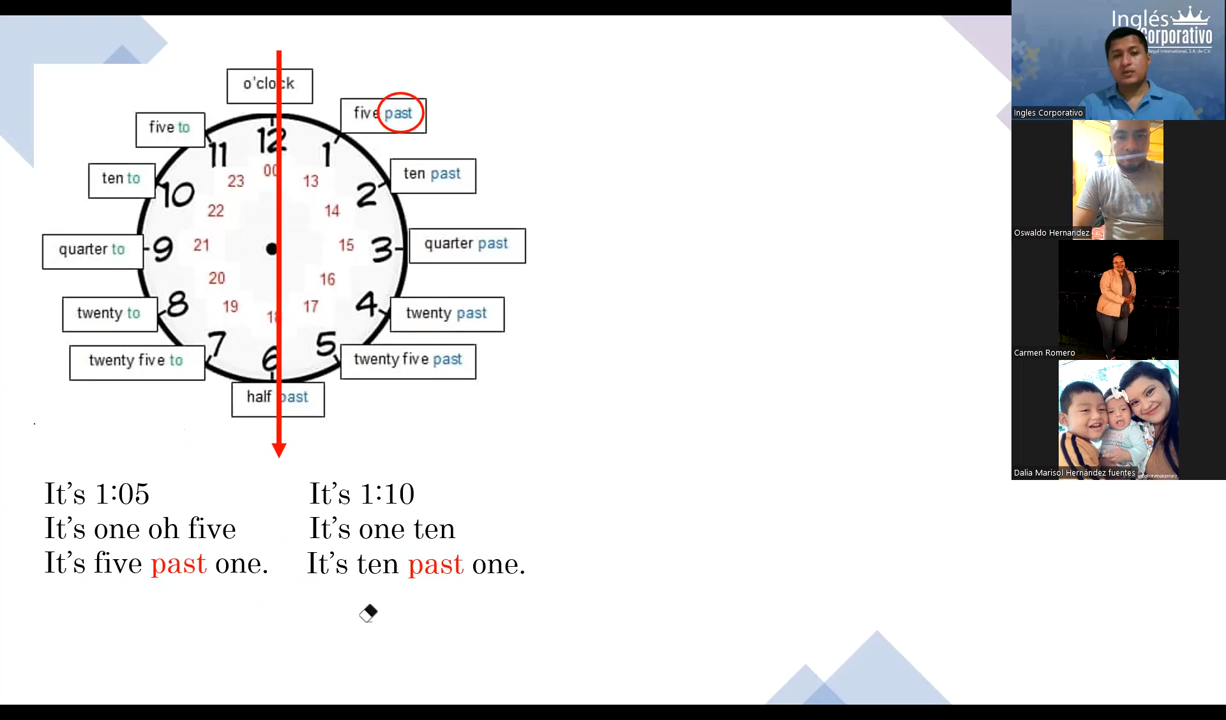 o'clock
five to
five past
12
11
1
ten to
00
23
13
ten past
10
2
22
14
quarter to
9
21
15
3
quarter past
20
16
twenty to
8
19
17
4
twenty past
18
7
5
6
twenty five to
twenty five past
half past
It's 1:05
It's one oh five
It's five past one.
It's 1:10
It's one ten
It's ten past one.
Inglés
Corporativo
Ingles Corporativo
Oswaldo Hernandez
Carmen Romero
Dalia Marisol Hernández fuentes